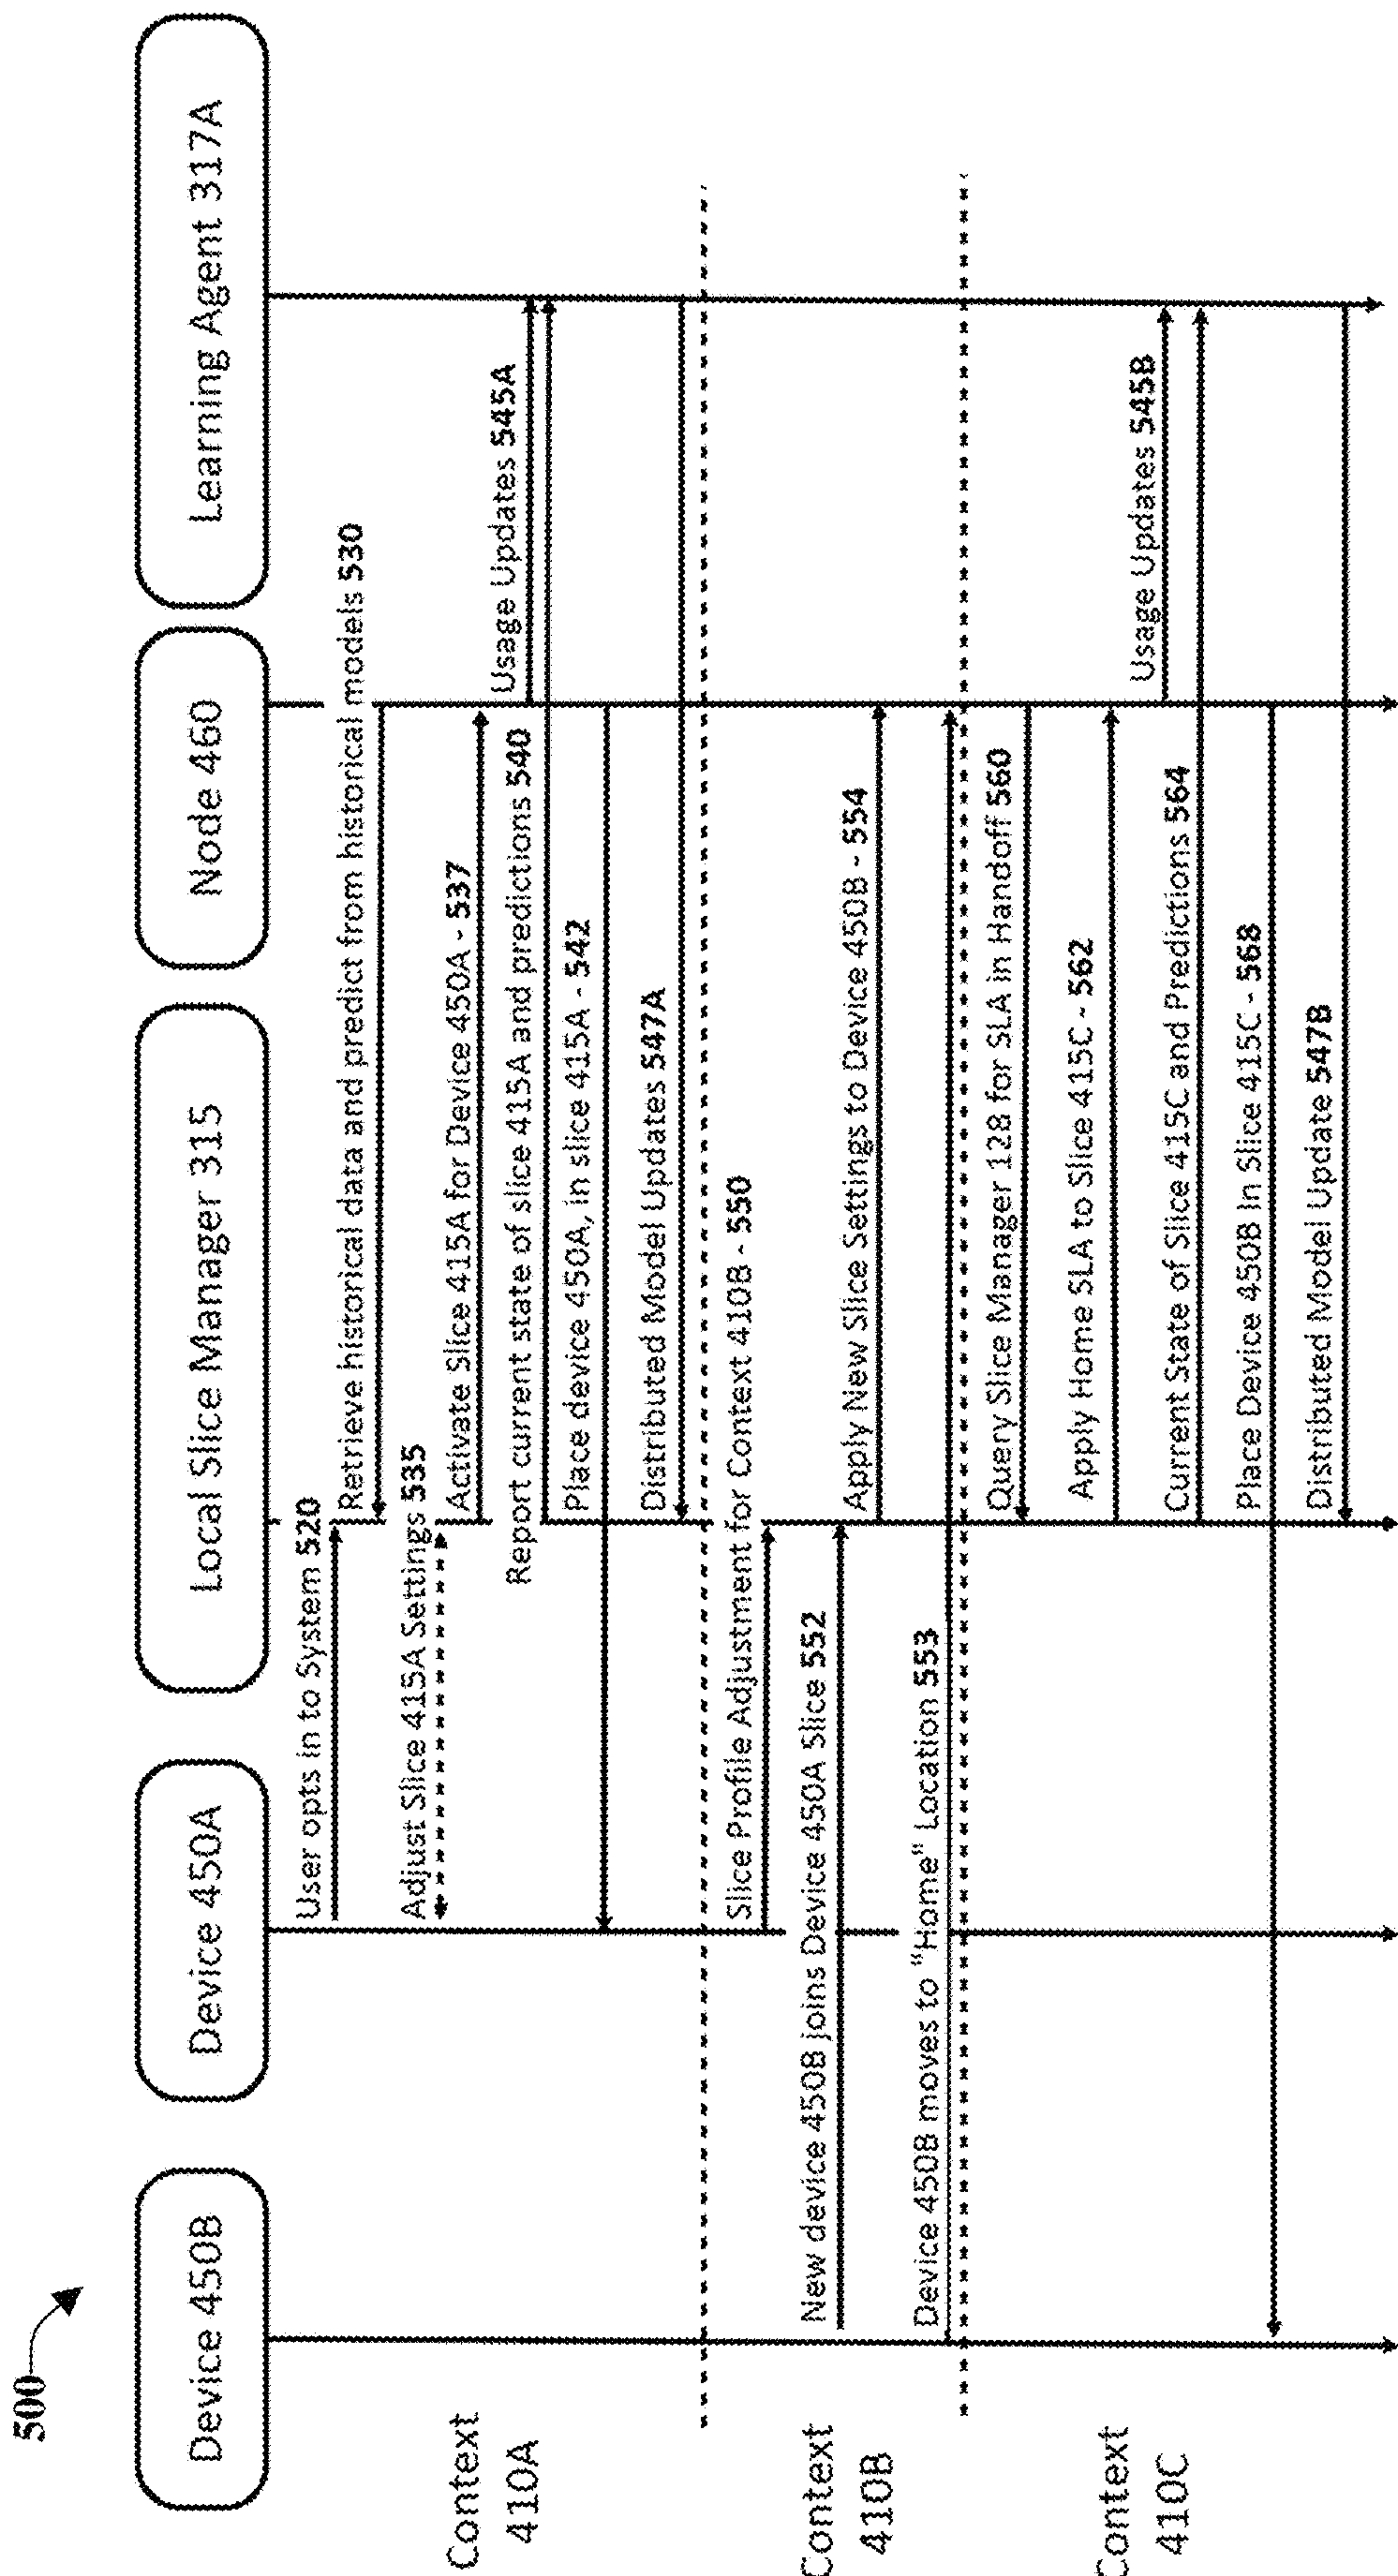 500
Device 450B
Device 450A
Local Slice Manager 315
Node 460
Learning Agent 317A
Context
410A
User opts in to System 520
Retrieve historical data and predict from historical models 530
Adjust Slice 415A Settings 535
Activate Slice 415A for Device 450A - 537
Usage Updates 545A
Report current state of slice 415A and predictions 540
Place device 450A, in slice 415A - 542
Distributed Model Updates 547A
Context
410B
Slice Profile Adjustment for Context 410B - 550
New device 450B joins Device 450A Slice 552
Apply New Slice Settings to Device 450B - 554
Device 450B moves to "Home" Location 553
Context
410C
Query Slice Manager 128 for SLA in Handoff 560
Apply Home SLA to Slice 415C - 562
Usage Updates 545B
Current State of Slice 415C and Predictions 564
Place Device 450B In Slice 415C - 568
Distributed Model Update 547B